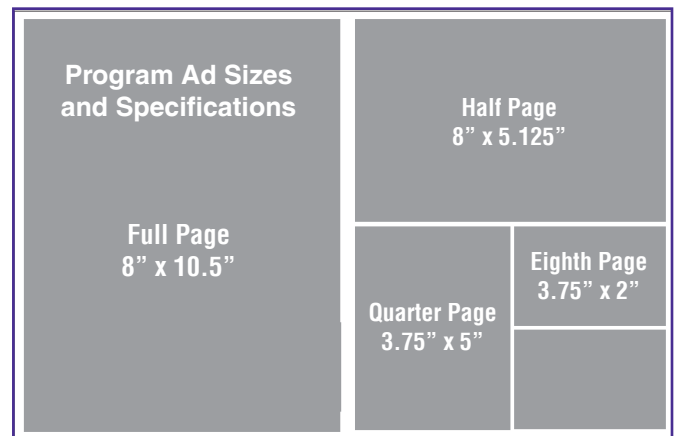 Program Ad Sizes
and Specifications
Full Page
8” x 10.5”
Half Page
8” x 5.125”
Quarter Page
3.75” x 5”
Eighth Page
3.75” x 2”